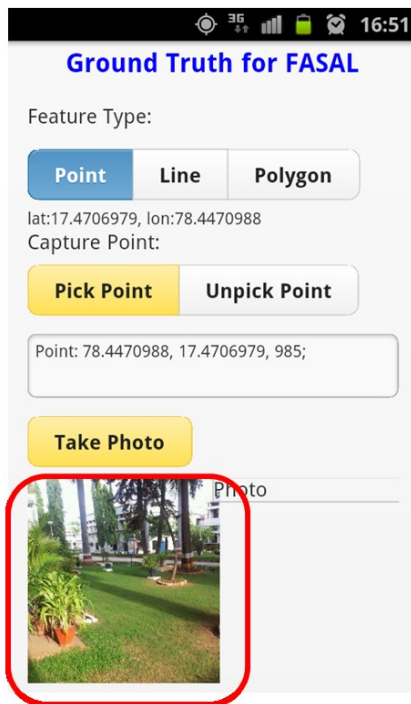 3G 16:51
Ground Truth for FASAL
Feature Type:
Point Line Polygon
lat:17.4706979, lon:78.4470988
Capture Point:
Pick Point Unpick Point
Point: 78.4470988, 17.4706979, 985;
Take Photo
Photo